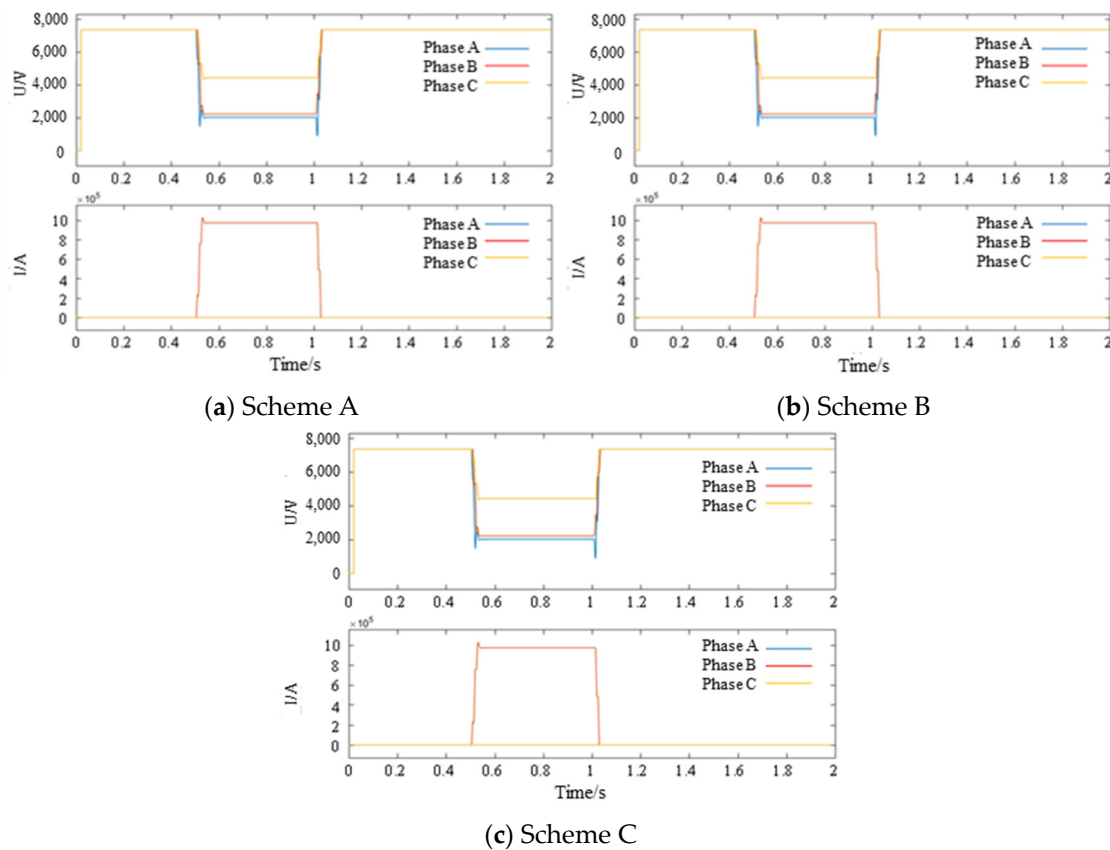 8,000
6,000
4,000
2,000
0
U/V
Phase A
Phase B
Phase C
0 0.2 0.4 0.6 0.8 1 1.2 1.4 1.6 1.8 2
×10⁵
10
8
6
4
2
0
I/A
Phase A
Phase B
Phase C
0 0.2 0.4 0.6 0.8 1 1.2 1.4 1.6 1.8 2
Time/s
(a) Scheme A
8,000
6,000
4,000
2,000
0
U/V
Phase A
Phase B
Phase C
0 0.2 0.4 0.6 0.8 1 1.2 1.4 1.6 1.8 2
×10⁵
10
8
6
4
2
0
I/A
Phase A
Phase B
Phase C
0 0.2 0.4 0.6 0.8 1 1.2 1.4 1.6 1.8 2
Time/s
(b) Scheme B
8,000
6,000
4,000
2,000
0
U/V
Phase A
Phase B
Phase C
0 0.2 0.4 0.6 0.8 1 1.2 1.4 1.6 1.8 2
×10⁵
10
8
6
4
2
0
I/A
Phase A
Phase B
Phase C
0 0.2 0.4 0.6 0.8 1 1.2 1.4 1.6 1.8 2
Time/s
(c) Scheme C